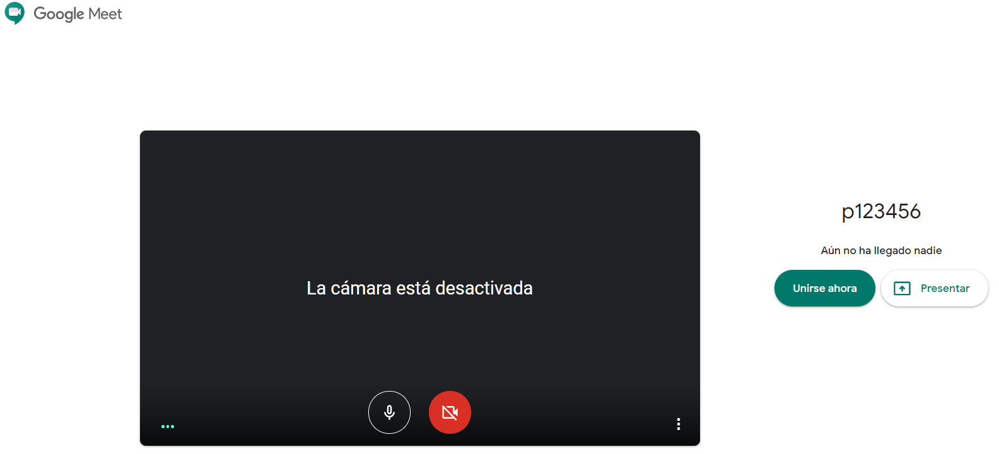 Google Meet
La cámara está desactivada
p123456
Aún no ha llegado nadie
Unirse ahora
Presentar